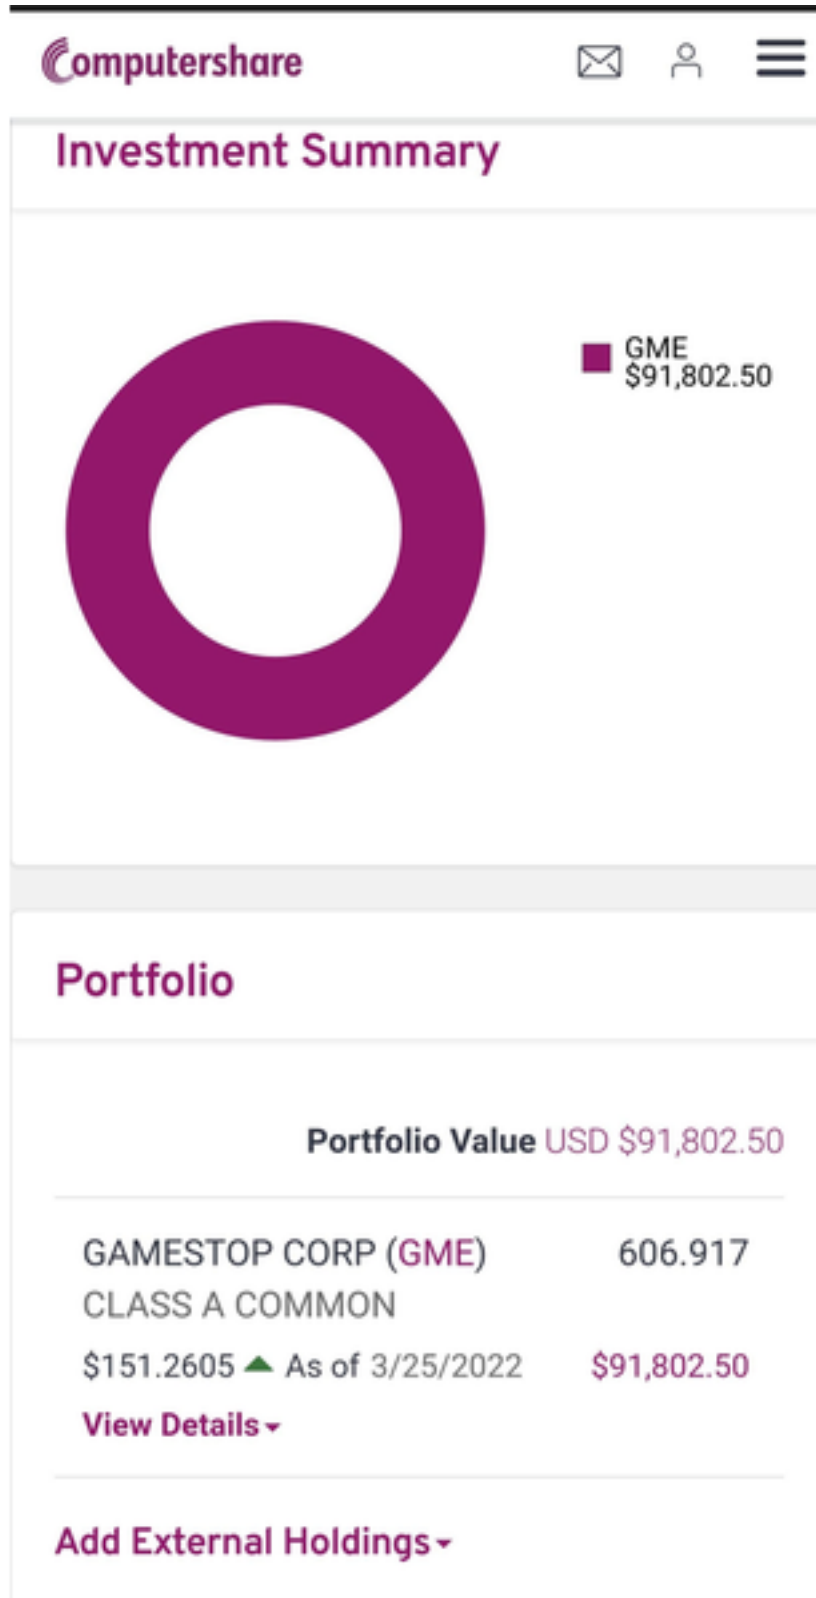 Computershare
Investment Summary
GME
$91,802.50
Portfolio
Portfolio Value USD $91,802.50
GAMESTOP CORP (GME) 606.917
CLASS A COMMON
$151.2605 ▲ As of 3/25/2022 $91,802.50
View Details
Add External Holdings